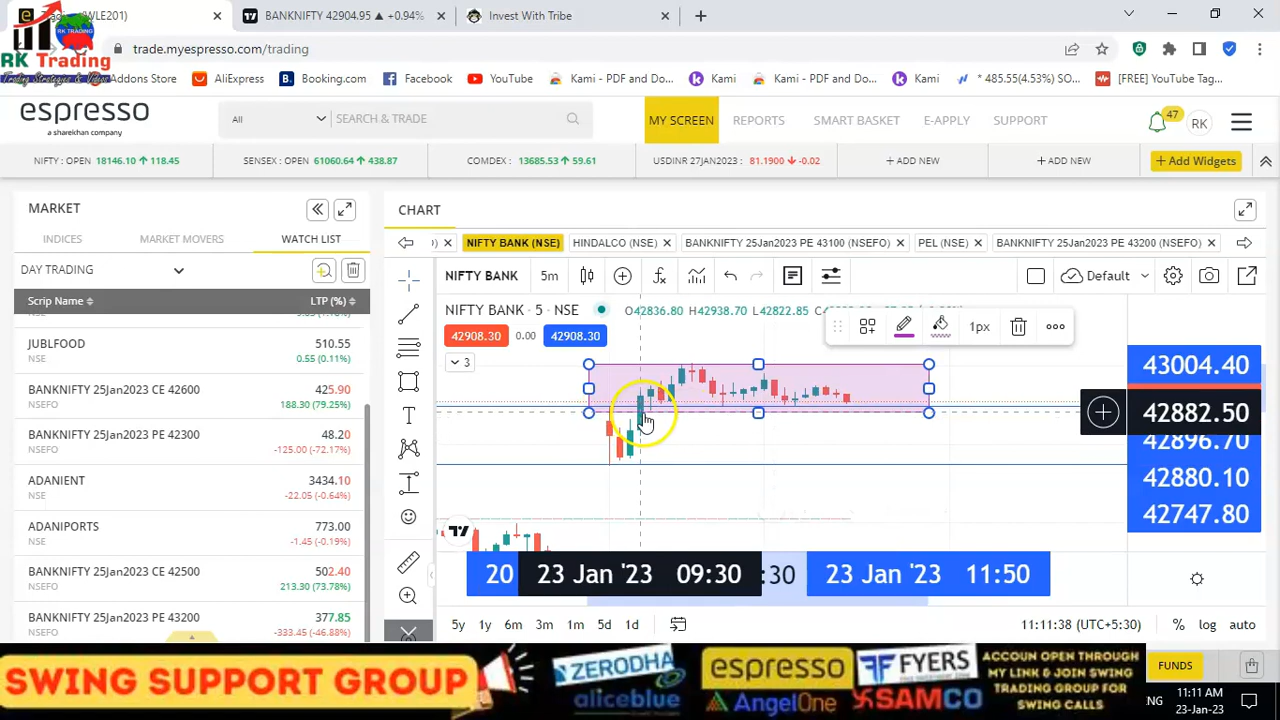 (WLE201)
BANKNIFTY 42904.95 ▲ +0.94%
Invest With Tribe
RK TRADING
RK Trading
Trading Strategies & Videos
trade.myespresso.com/trading
Addons Store
AliExpress
Booking.com
Facebook
YouTube
Kami - PDF and Do...
Kami
Kami - PDF and Do...
Kami
* 485.55(4.53%) SO...
[FREE] YouTube Tag...
espresso
a sharekhan company
All
SEARCH & TRADE
MY SCREEN
REPORTS
SMART BASKET
E-APPLY
SUPPORT
47
RK
NIFTY : OPEN 18146.10 ↑ 118.45
SENSEX : OPEN 61060.64 ↑ 438.87
COMDEX : 13685.53 ↑ 59.61
USDINR 27JAN2023 : 81.1900 ↓ -0.02
+ ADD NEW
+ ADD NEW
+ Add Widgets
MARKET
INDICES
MARKET MOVERS
WATCH LIST
DAY TRADING
Scrip Name
LTP (%)
NSE
JUBLFOOD 510.55
NSE 0.55 (0.11%)
BANKNIFTY 25Jan2023 CE 42600 425.90
NSEFO 188.30 (79.25%)
BANKNIFTY 25Jan2023 PE 42300 48.20
NSEFO -125.00 (-72.17%)
ADANIENT 3434.10
NSE -22.05 (-0.64%)
ADANIPORTS 773.00
NSE -1.45 (-0.19%)
BANKNIFTY 25Jan2023 CE 42500 502.40
NSEFO 213.30 (73.78%)
BANKNIFTY 25Jan2023 PE 43200 377.85
NSEFO -333.45 (-46.88%)
CHART
NIFTY BANK (NSE)
HINDALCO (NSE)
BANKNIFTY 25Jan2023 PE 43100 (NSEFO)
PEL (NSE)
BANKNIFTY 25Jan2023 PE 43200 (NSEFO)
NIFTY BANK
5m
Default
NIFTY BANK · 5 · NSE
O42836.80 H42938.70 L42822.85
42908.30 0.00 42908.30
3
1px
43004.40
42882.50
42896.70
42880.10
42747.80
20
23 Jan '23 09:30
:30
23 Jan '23 11:50
5y 1y 6m 3m 1m 5d 1d
11:11:38 (UTC+5:30)
% log auto
SWING SUPPORT GROUP
ZERODHA
aliceblue
espresso
AngelOne
FYERS
SAMCO
ACCOUN OPEN THROUGH
MY LINK & JOIN SWING
TRADING GROUP FOR
SWING CALLS
FUNDS
ENG
11:11 AM
23-Jan-23